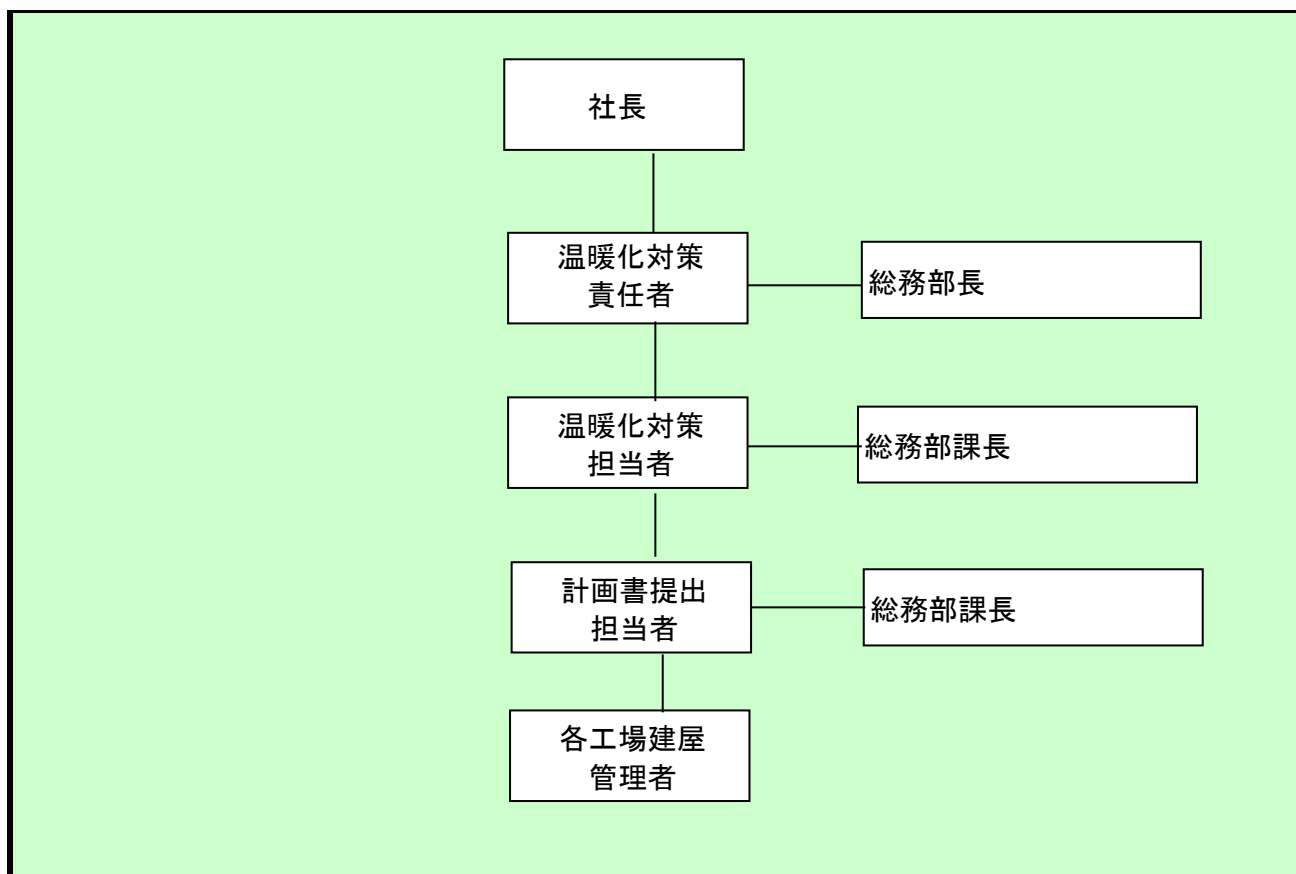 社長
温暖化対策
責任者
総務部長
温暖化対策
担当者
総務部課長
計画書提出
担当者
総務部課長
各工場建屋
管理者